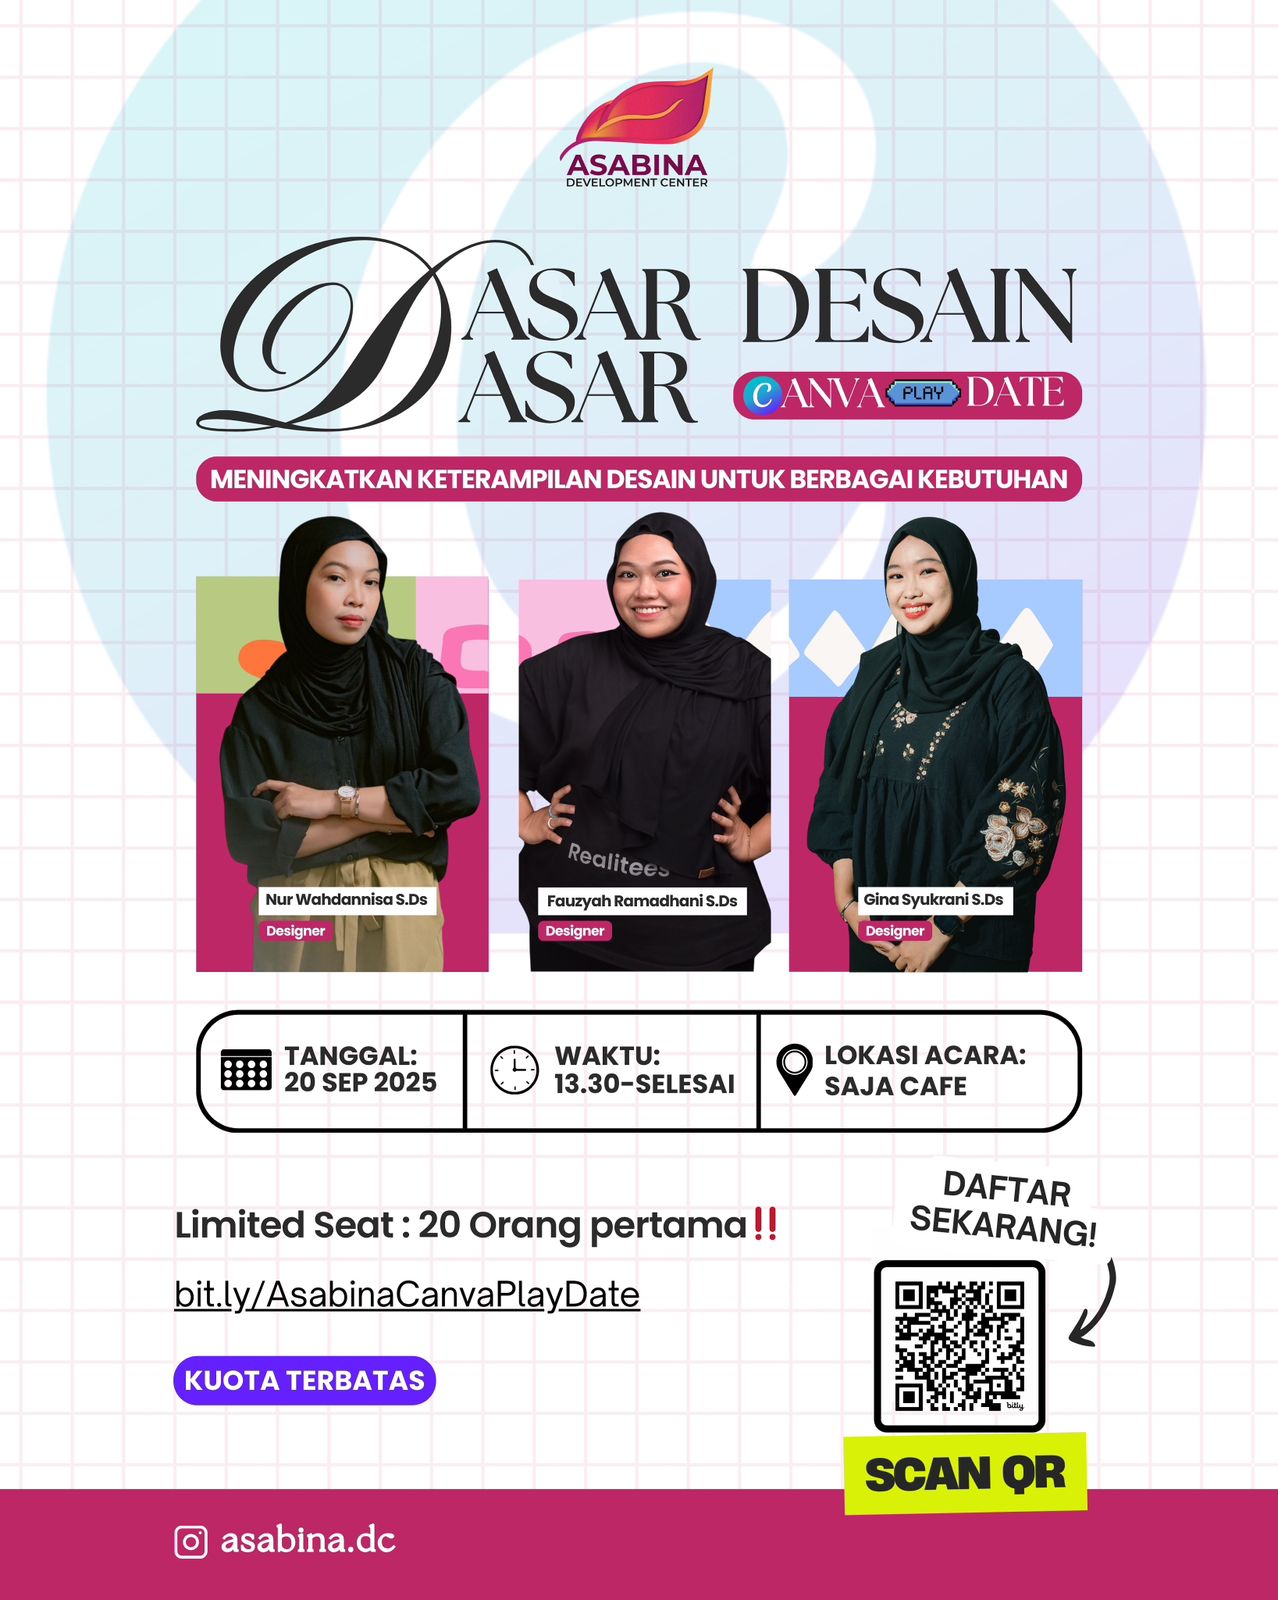 ASABINA
DEVELOPMENT CENTER
DASAR DESAIN
DASAR
CANVA PLAY DATE
MENINGKATKAN KETERAMPILAN DESAIN UNTUK BERBAGAI KEBUTUHAN
Realitees
Nur Wahdannisa S.Ds
Designer
Fauzyah Ramadhani S.Ds
Designer
Gina Syukrani S.Ds
Designer
TANGGAL:
20 SEP 2025
WAKTU:
13.30-SELESAI
LOKASI ACARA:
SAJA CAFE
Limited Seat : 20 Orang pertama‼
bit.ly/AsabinaCanvaPlayDate
KUOTA TERBATAS
DAFTAR
SEKARANG!
bitly
SCAN QR
asabina.dc